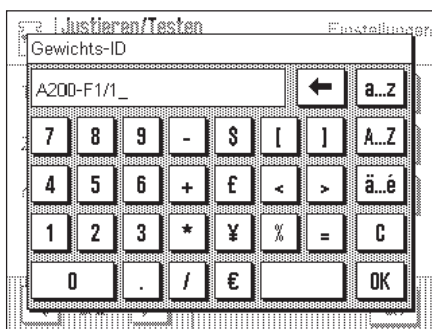 Justieren/Testen Einstellungen
Gewichts-ID
A200-F1/1_
← a...z
7 8 9 - $ [ ] A...Z
4 5 6 + £ < > ä...é
1 2 3 * ¥ % = C
0 . / € OK